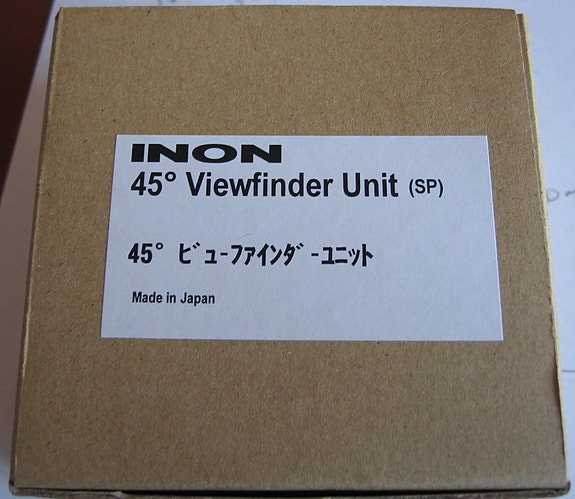 INON
45° Viewfinder Unit (SP)
45° ﾋﾞｭｰﾌｧｲﾝﾀﾞｰﾕﾆｯﾄ
Made in Japan